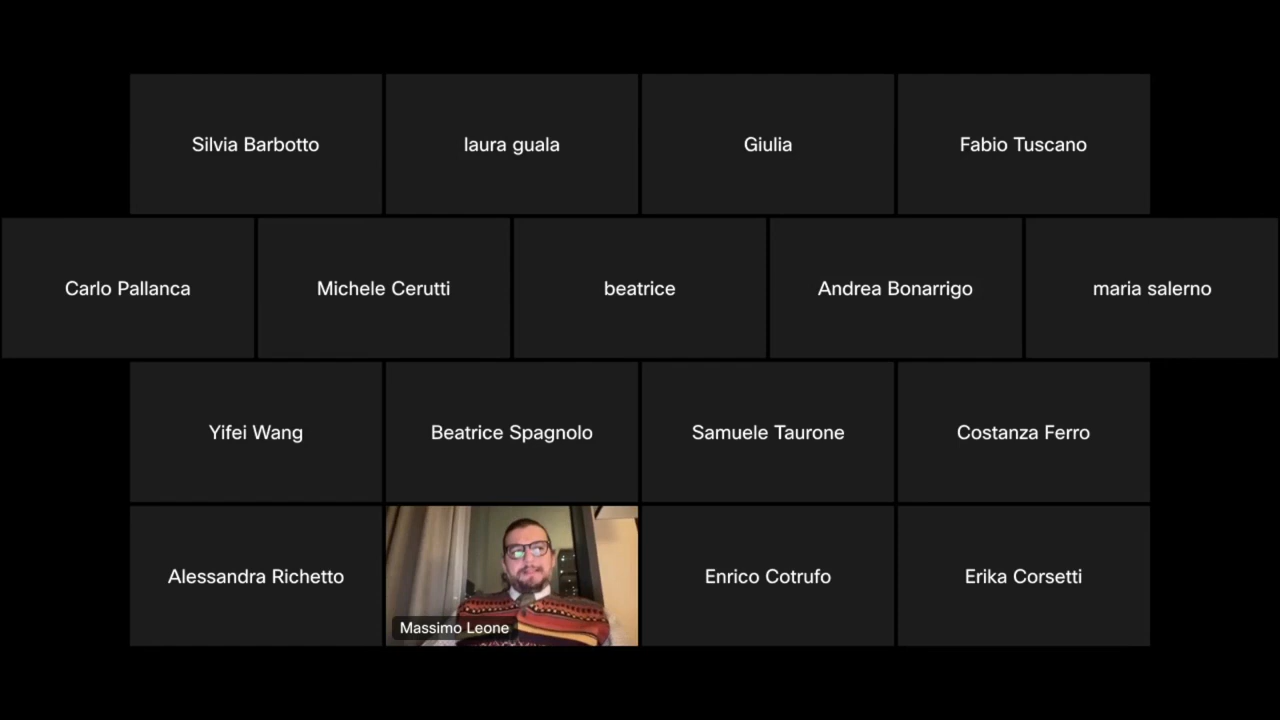 Silvia Barbotto
laura guala
Giulia
Fabio Tuscano
Carlo Pallanca
Michele Cerutti
beatrice
Andrea Bonarrigo
maria salerno
Yifei Wang
Beatrice Spagnolo
Samuele Taurone
Costanza Ferro
Alessandra Richetto
Massimo Leone
Enrico Cotrufo
Erika Corsetti